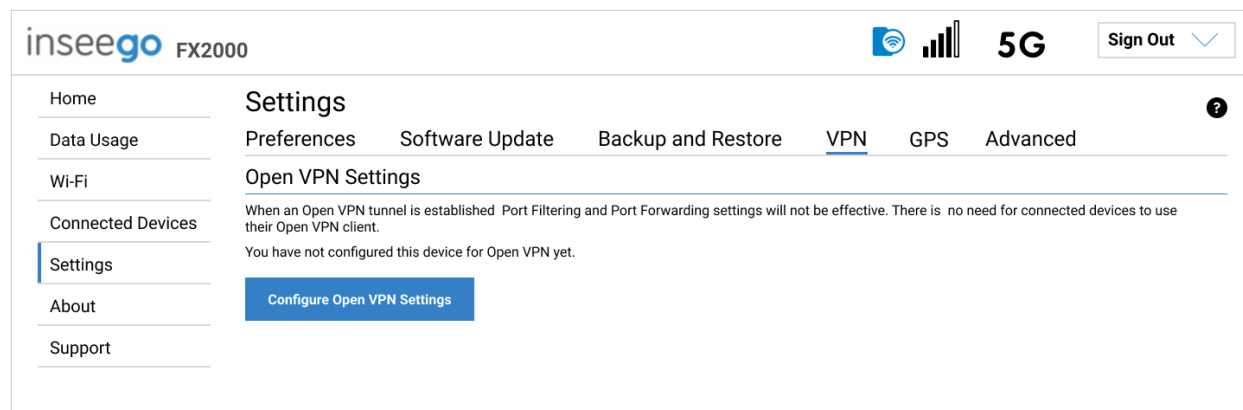 inseego FX2000
5G
Sign Out
Home
Data Usage
Wi-Fi
Connected Devices
Settings
About
Support
Settings
?
Preferences Software Update Backup and Restore VPN GPS Advanced
Open VPN Settings
When an Open VPN tunnel is established Port Filtering and Port Forwarding settings will not be effective. There is no need for connected devices to use
their Open VPN client.
You have not configured this device for Open VPN yet.
Configure Open VPN Settings